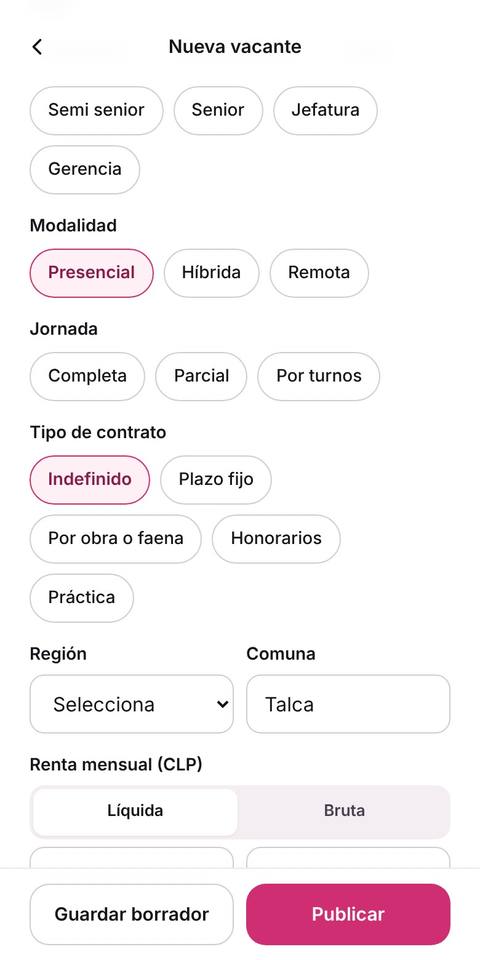 Nueva vacante
Semi senior Senior Jefatura
Gerencia
Modalidad
Presencial Híbrida Remota
Jornada
Completa Parcial Por turnos
Tipo de contrato
Indefinido Plazo fijo
Por obra o faena Honorarios
Práctica
Región Comuna
Selecciona Talca
Renta mensual (CLP)
Líquida Bruta
Guardar borrador Publicar